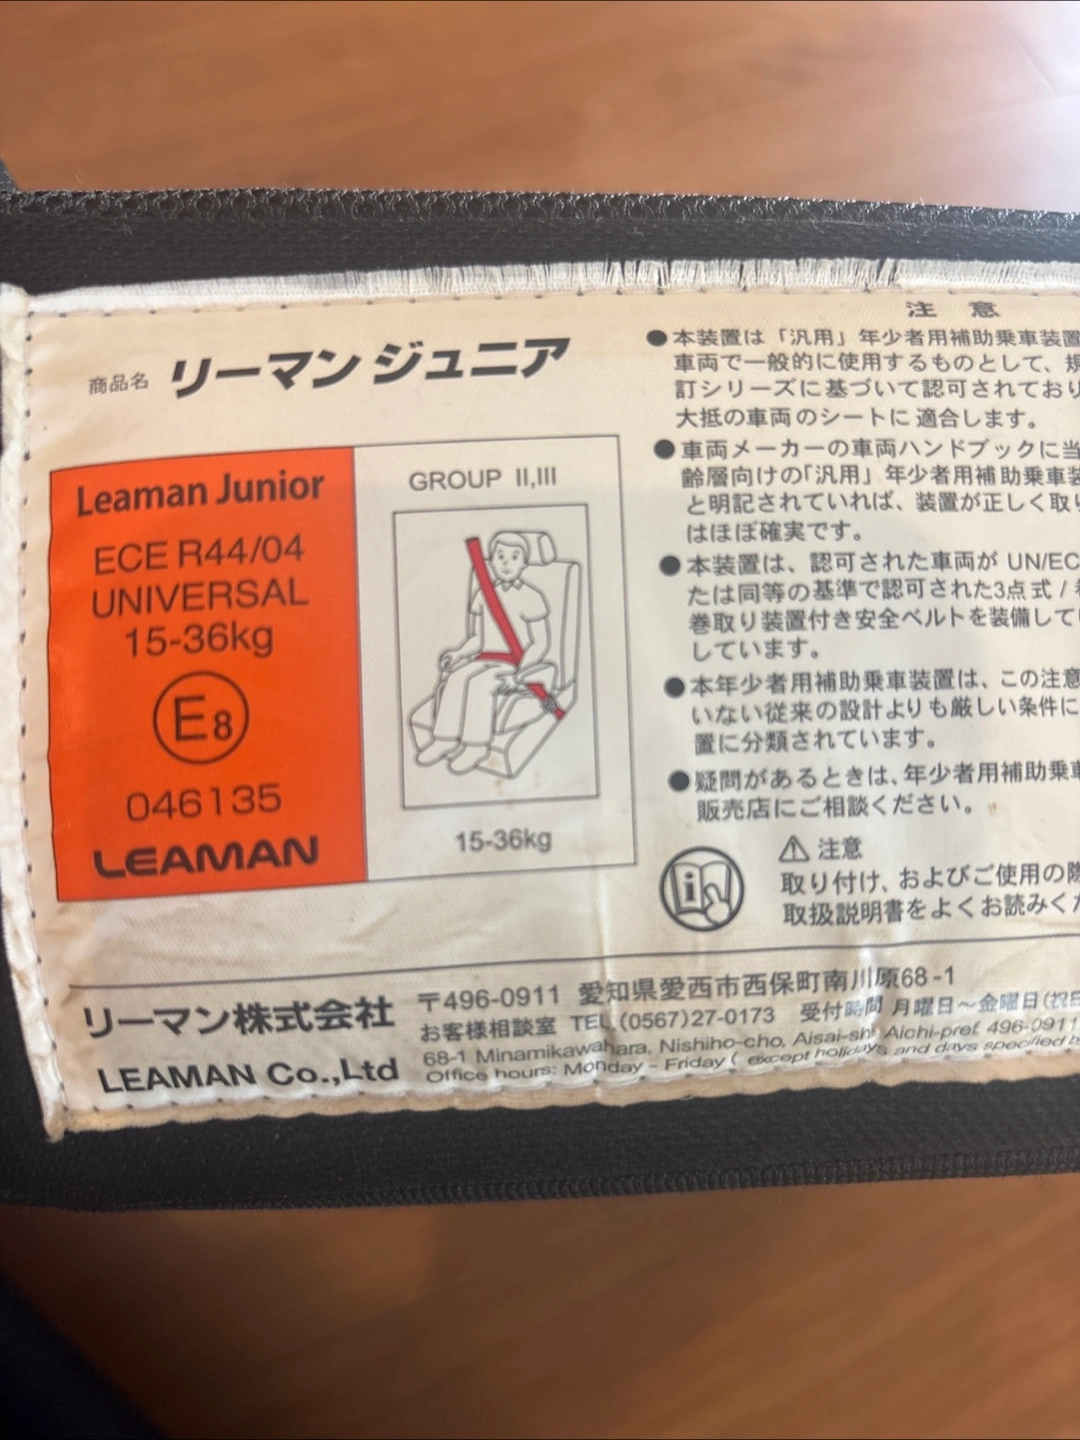 商品名 リーマン ジュニア
Leaman Junior
ECE R44/04
UNIVERSAL
15-36kg
E8
046135
LEAMAN
GROUP II,III
15-36kg
注 意
●本装置は「汎用」年少者用補助乗車装置
車両で一般的に使用するものとして、規
訂シリーズに基づいて認可されており
大抵の車両のシートに適合します。
●車両メーカーの車両ハンドブックに当
齢層向けの「汎用」年少者用補助乗車装
と明記されていれば、装置が正しく取り
はほぼ確実です。
●本装置は、認可された車両が UN/EC
たは同等の基準で認可された3点式 /
巻取り装置付き安全ベルトを装備して
しています。
●本年少者用補助乗車装置は、この注意
いない従来の設計よりも厳しい条件に
置に分類されています。
●疑問があるときは、年少者用補助乗車
販売店にご相談ください。
⚠ 注意
取り付け、およびご使用の際
取扱説明書をよくお読みくだ
リーマン株式会社
LEAMAN Co.,Ltd
〒496-0911 愛知県愛西市西保町南川原68-1
お客様相談室 TEL (0567)27-0173 受付時間 月曜日～金曜日(祝日
68-1 Minamikawahara, Nishiho-cho, Aisai-shi Aichi-pref. 496-0911
Office hours: Monday - Friday ( except holidays and days specified b